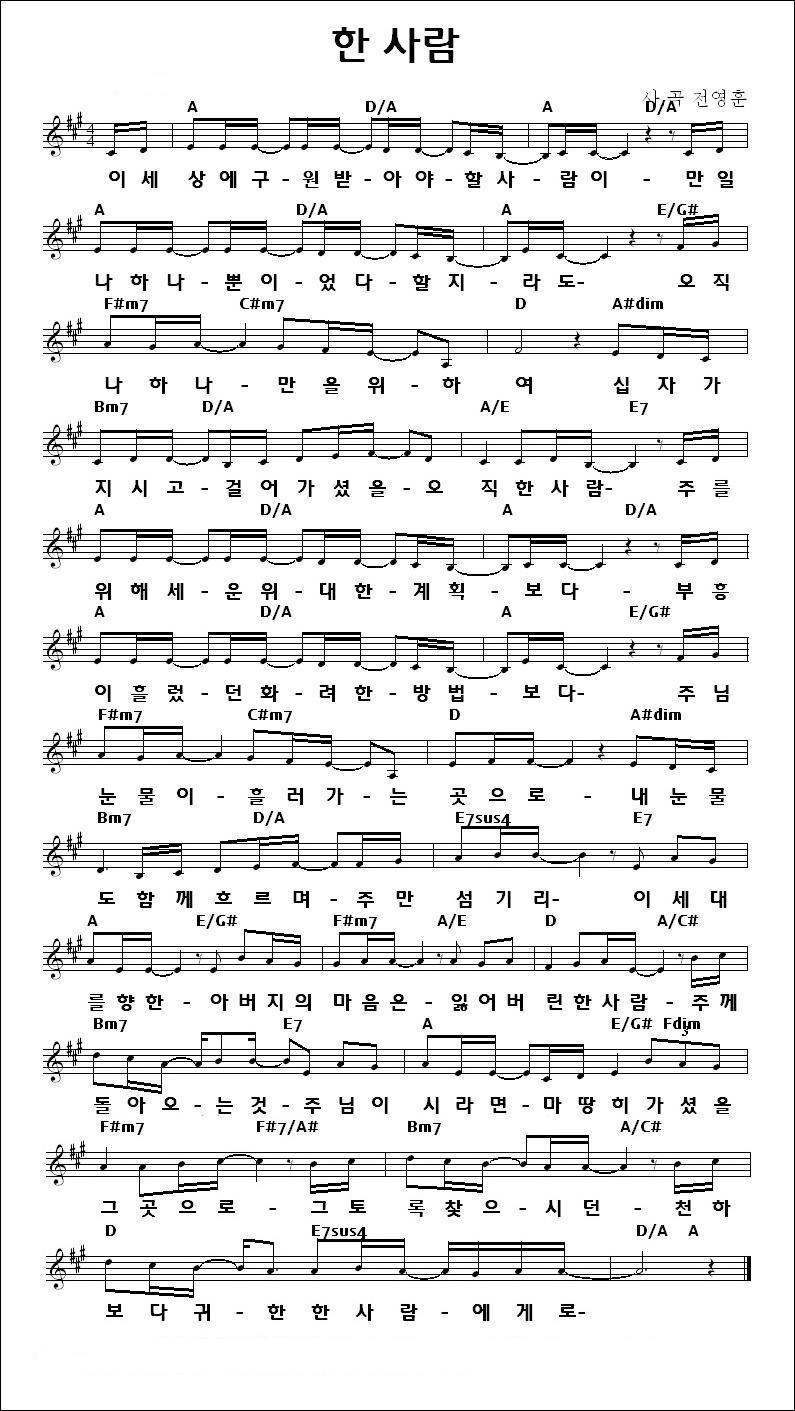 한 사람
사 곡 전영훈
A D/A A D/A
4
4
이 세 상 에 구 - 원 받 - 아 야 - 할 사 - 람 이 - 만 일
A D/A A E/G#
나 하 나 - 뿐 이 - 었 다 - 할 지 - 라 도 - 오 직
F#m7 C#m7 D A#dim
나 하 나 - 만 을 위 - 하 여 십 자 가
Bm7 D/A A/E E7
지 시 고 - 걸 어 가 셨 을 - 오 직 한 사 람 - 주 를
A D/A A D/A
위 해 세 - 운 위 - 대 한 - 계 획 - 보 다 - 부 흥
A D/A A E/G#
이 흘 렀 - 던 화 - 려 한 - 방 법 - 보 다 - 주 님
F#m7 C#m7 D A#dim
눈 물 이 - 흘 러 가 - 는 곳 으 로 - 내 눈 물
Bm7 D/A E7sus4 E7
도 함 께 흐 르 며 - 주 만 섬 기 리 - 이 세 대
A E/G# F#m7 A/E D A/C#
를 향 한 - 아 버 지 의 마 음 은 - 잃 어 버 린 한 사 람 - 주 께
Bm7 E7 A E/G# Fdim
3
돌 아 오 - 는 것 - 주 님 이 시 라 면 - 마 땅 히 가 셨 을
F#m7 F#7/A# Bm7 A/C#
그 곳 으 로 - 그 토 록 찾 으 - 시 던 - 천 하
D E7sus4 D/A A
보 다 귀 - 한 한 사 람 - 에 게 로 -